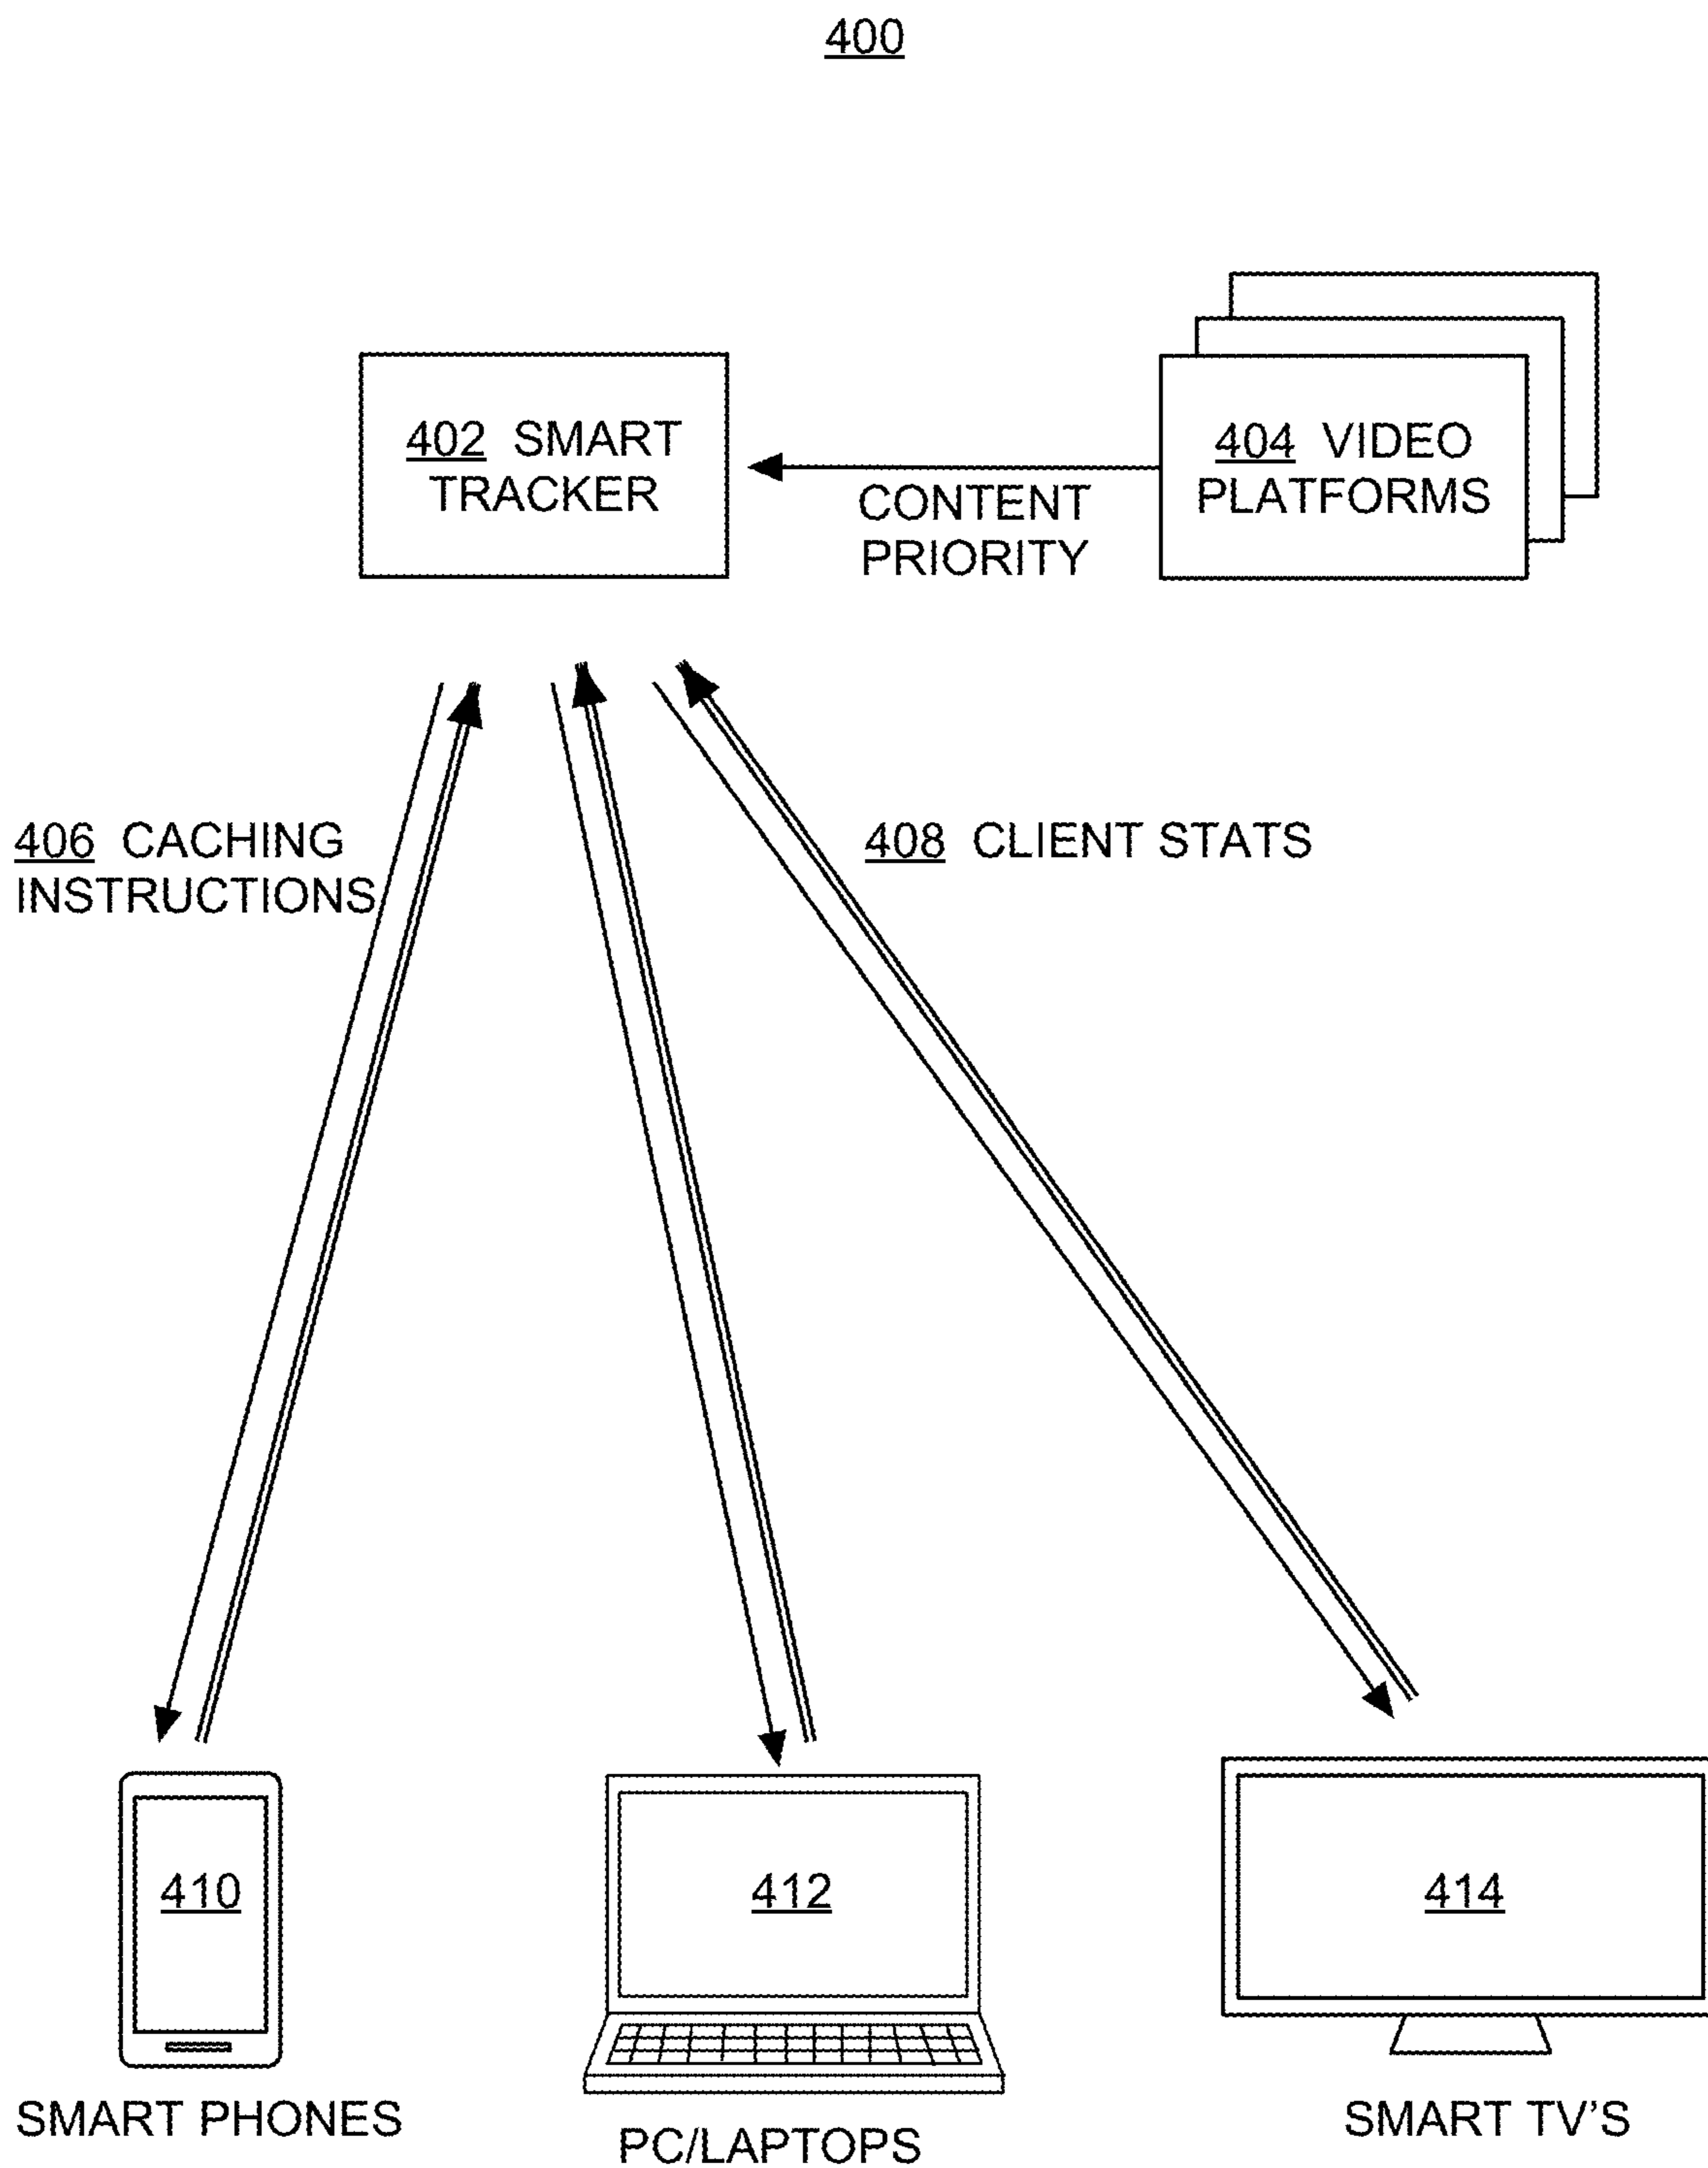 400
402 SMART
TRACKER
404 VIDEO
PLATFORMS
CONTENT
PRIORITY
406 CACHING
INSTRUCTIONS
408 CLIENT STATS
410
412
414
SMART PHONES
PC/LAPTOPS
SMART TV'S